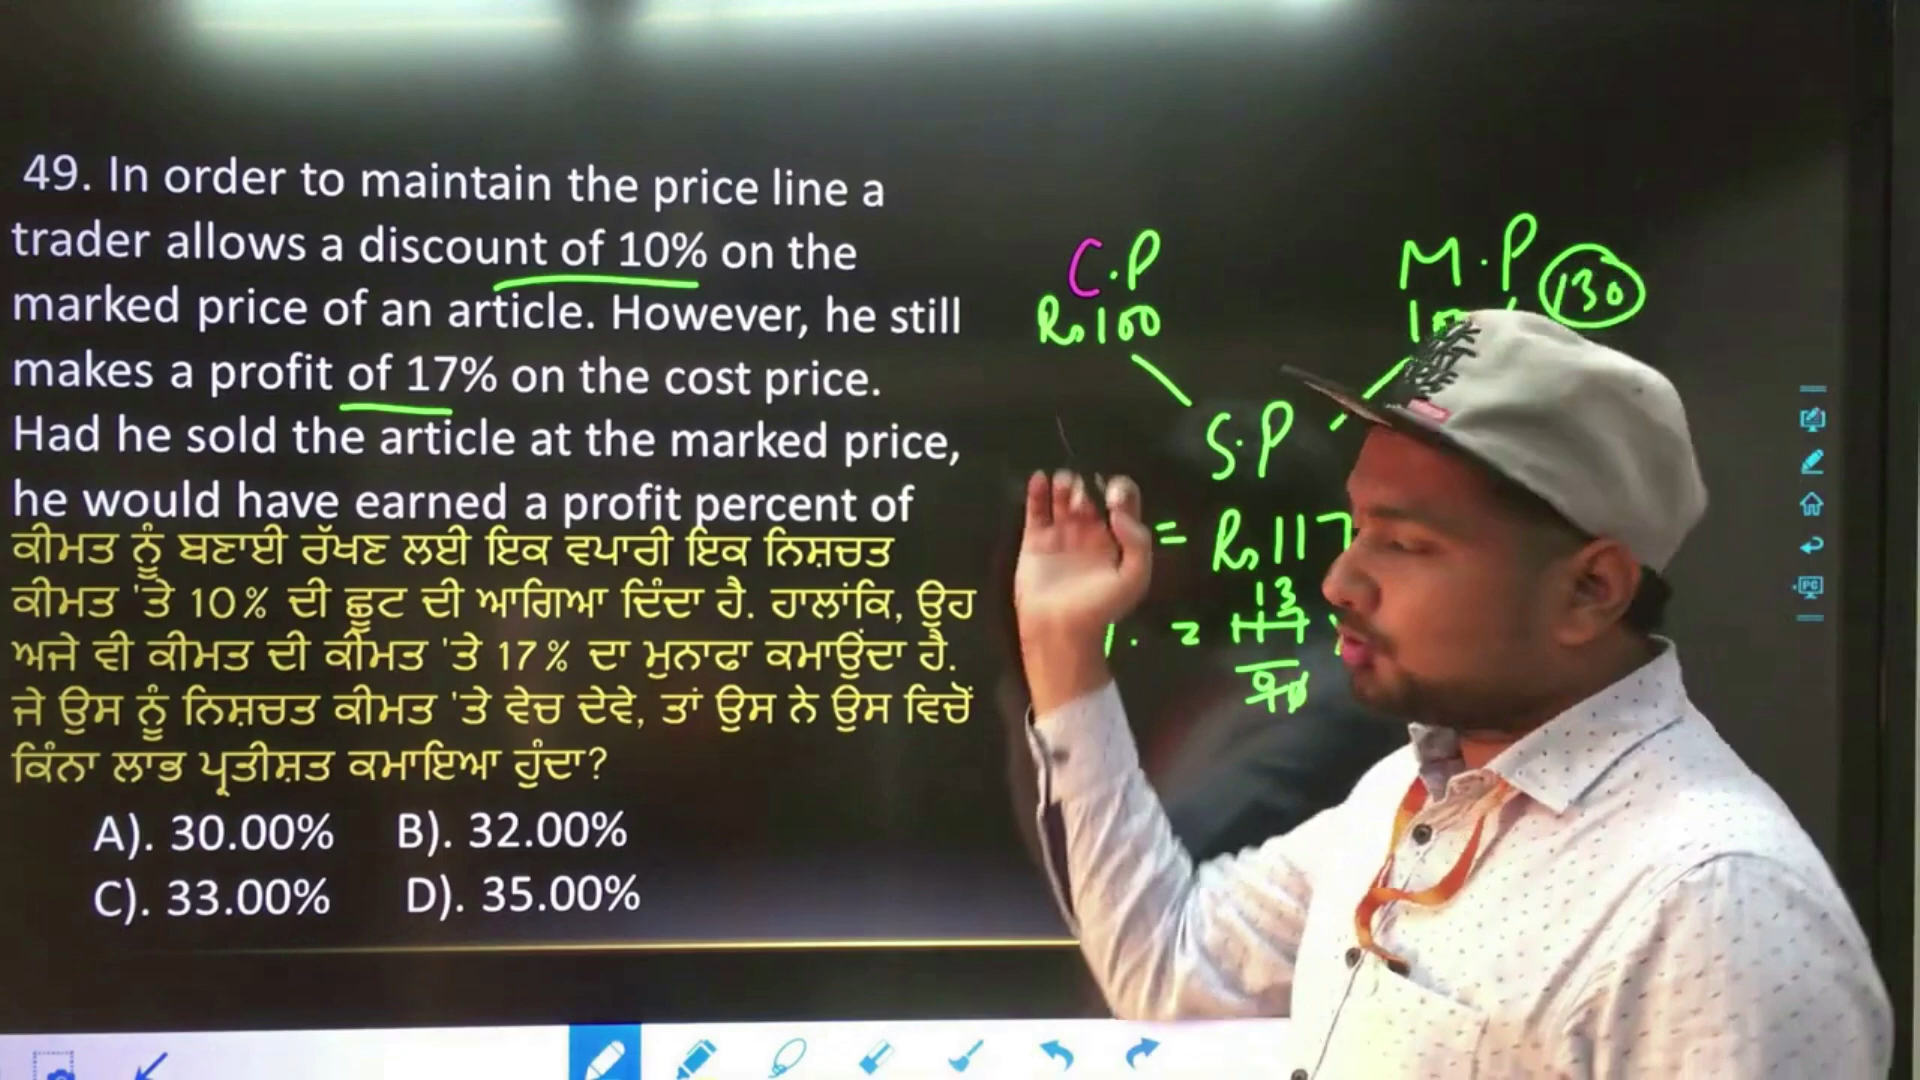 49. In order to maintain the price line a
trader allows a discount of 10% on the
marked price of an article. However, he still
makes a profit of 17% on the cost price.
Had he sold the article at the marked price,
he would have earned a profit percent of
ਕੀਮਤ ਨੂੰ ਬਣਾਈ ਰੱਖਣ ਲਈ ਇਕ ਵਪਾਰੀ ਇਕ ਨਿਸ਼ਚਤ
ਕੀਮਤ 'ਤੇ 10% ਦੀ ਛੂਟ ਦੀ ਆਗਿਆ ਦਿੰਦਾ ਹੈ. ਹਾਲਾਂਕਿ, ਉਹ
ਅਜੇ ਵੀ ਕੀਮਤ ਦੀ ਕੀਮਤ 'ਤੇ 17% ਦਾ ਮੁਨਾਫਾ ਕਮਾਉਂਦਾ ਹੈ.
ਜੇ ਉਸ ਨੂੰ ਨਿਸ਼ਚਤ ਕੀਮਤ 'ਤੇ ਵੇਚ ਦੇਵੇ, ਤਾਂ ਉਸ ਨੇ ਉਸ ਵਿਚੋਂ
ਕਿੰਨਾ ਲਾਭ ਪ੍ਰਤੀਸ਼ਤ ਕਮਾਇਆ ਹੁੰਦਾ?
A). 30.00% B). 32.00%
C). 33.00% D). 35.00%
C.P M.P 130
Rs100
S.P
= Rs117
13
117
90
PC